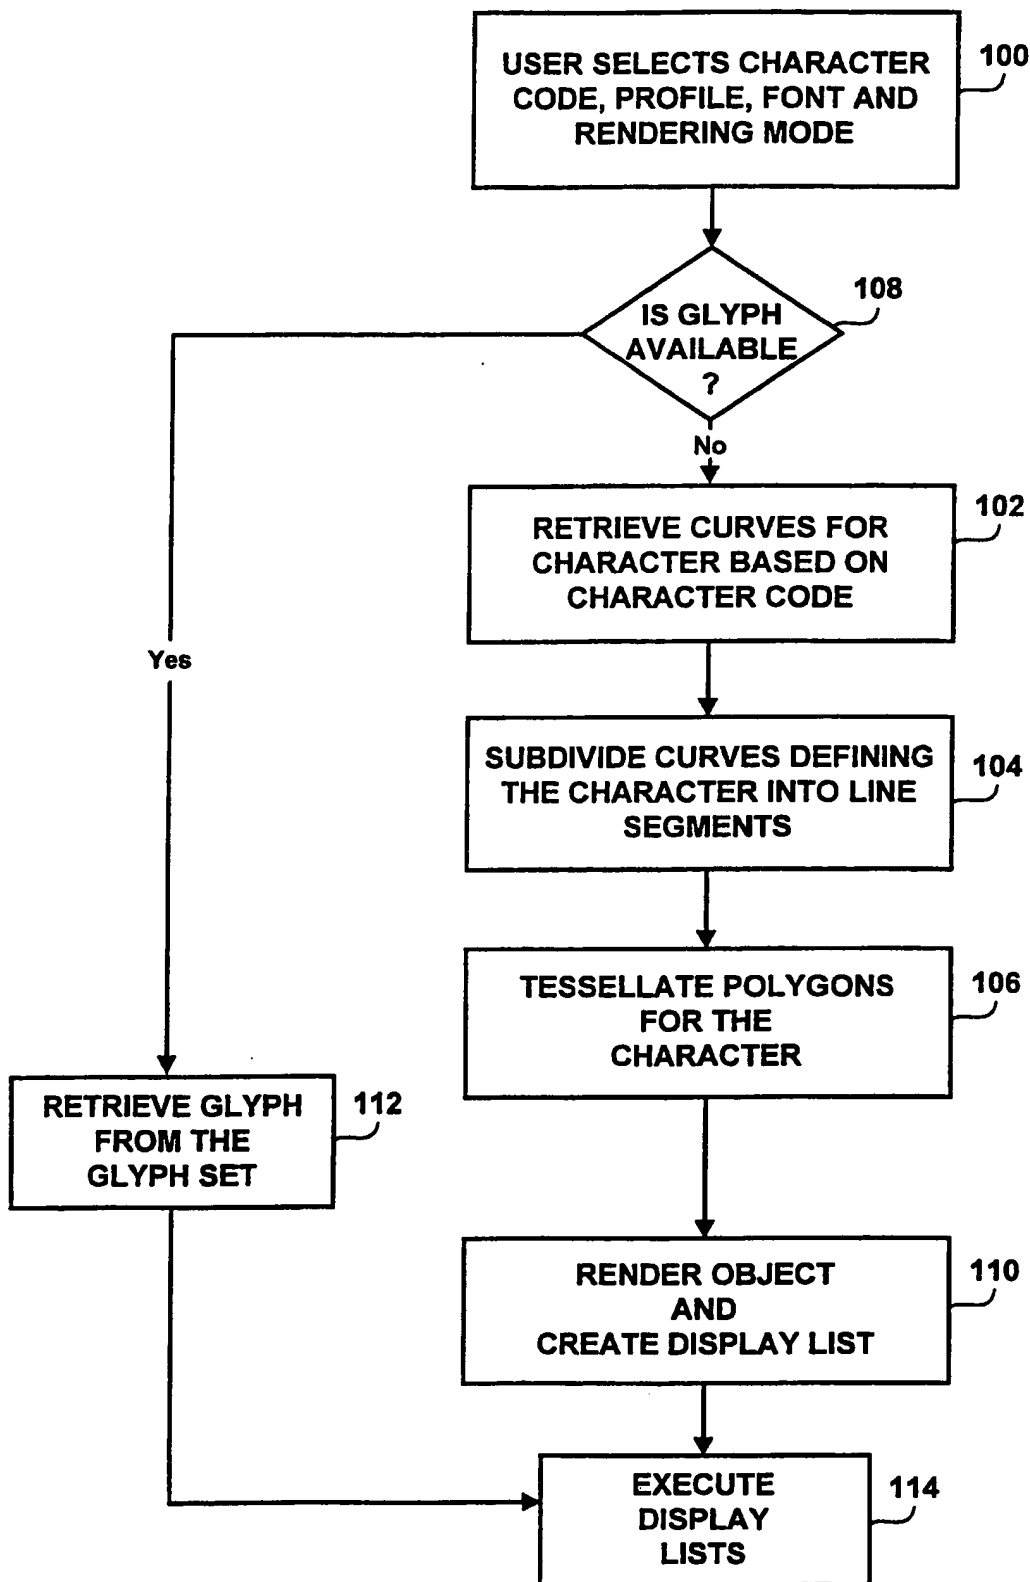 USER SELECTS CHARACTER
CODE, PROFILE, FONT AND
RENDERING MODE
100
IS GLYPH
AVAILABLE
?
108
No
Yes
RETRIEVE CURVES FOR
CHARACTER BASED ON
CHARACTER CODE
102
SUBDIVIDE CURVES DEFINING
THE CHARACTER INTO LINE
SEGMENTS
104
TESSELLATE POLYGONS
FOR THE
CHARACTER
106
RETRIEVE GLYPH
FROM THE
GLYPH SET
112
RENDER OBJECT
AND
CREATE DISPLAY LIST
110
EXECUTE
DISPLAY
LISTS
114